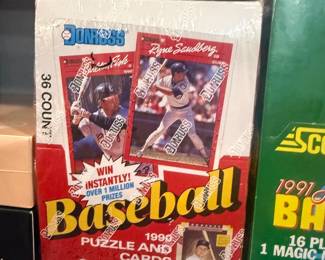 DONRUSS
36 COUNT
Ryne Sandberg
WIN
INSTANTLY!
OVER 1 MILLION
PRIZES
Baseball
1990
PUZZLE AND
CARDS
SCO
1991
16 PL
1 MAGIC